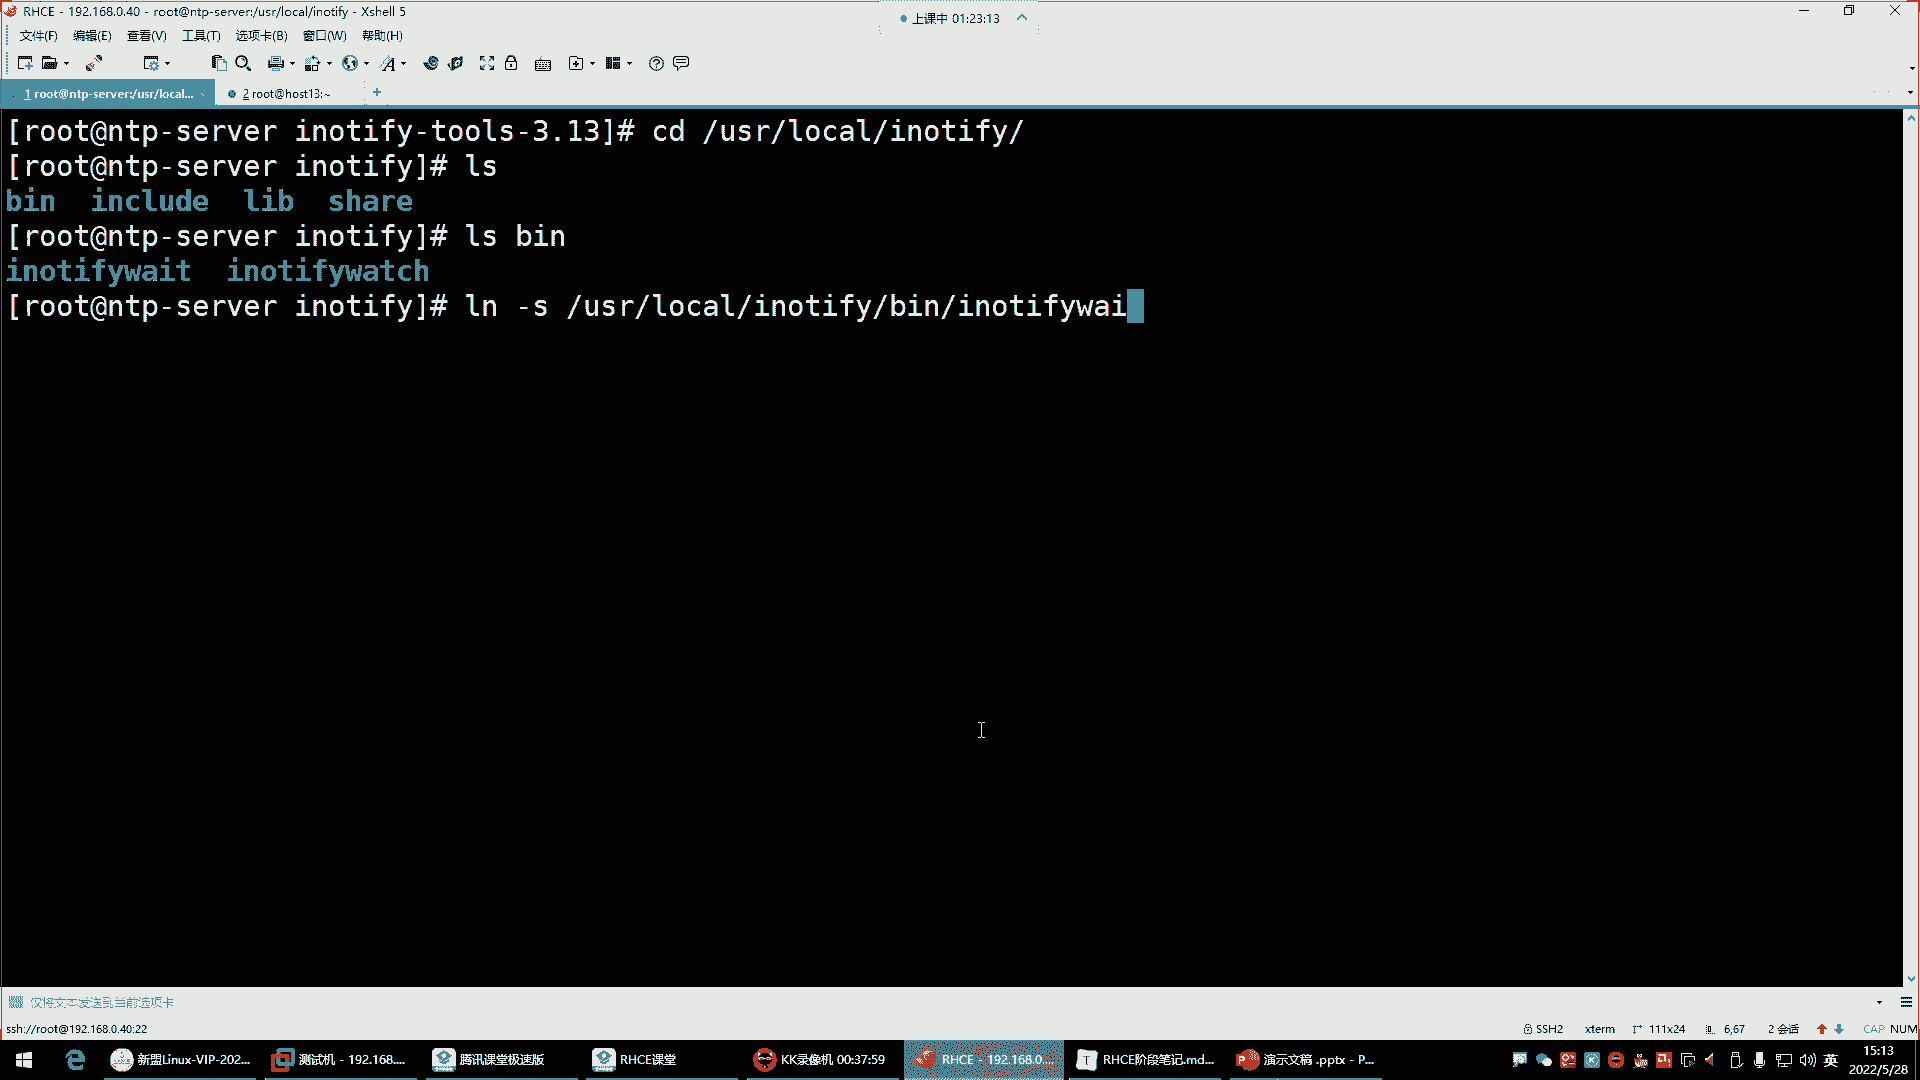 RHCE - 192.168.0.40 - root@ntp-server:/usr/local/inotify - Xshell 5
上课中 01:23:13
文件(F) 编辑(E) 查看(V) 工具(T) 选项卡(B) 窗口(W) 帮助(H)
1 root@ntp-server:/usr/local... 2 root@host13:~ +
[root@ntp-server inotify-tools-3.13]# cd /usr/local/inotify/
[root@ntp-server inotify]# ls
bin include lib share
[root@ntp-server inotify]# ls bin
inotifywait inotifywatch
[root@ntp-server inotify]# ln -s /usr/local/inotify/bin/inotifywai
仅将文本发送到当前选项卡
ssh://root@192.168.0.40:22 SSH2 xterm 111x24 6,67 2 会话 CAP NUM
新盟Linux-VIP-202... 测试机 - 192.168.... 腾讯课堂极速版 RHCE课堂 KK录像机 00:37:59 RHCE - 192.168.0.... RHCE阶段笔记.md... 演示文稿 .pptx - P... 英 15:13
2022/5/28